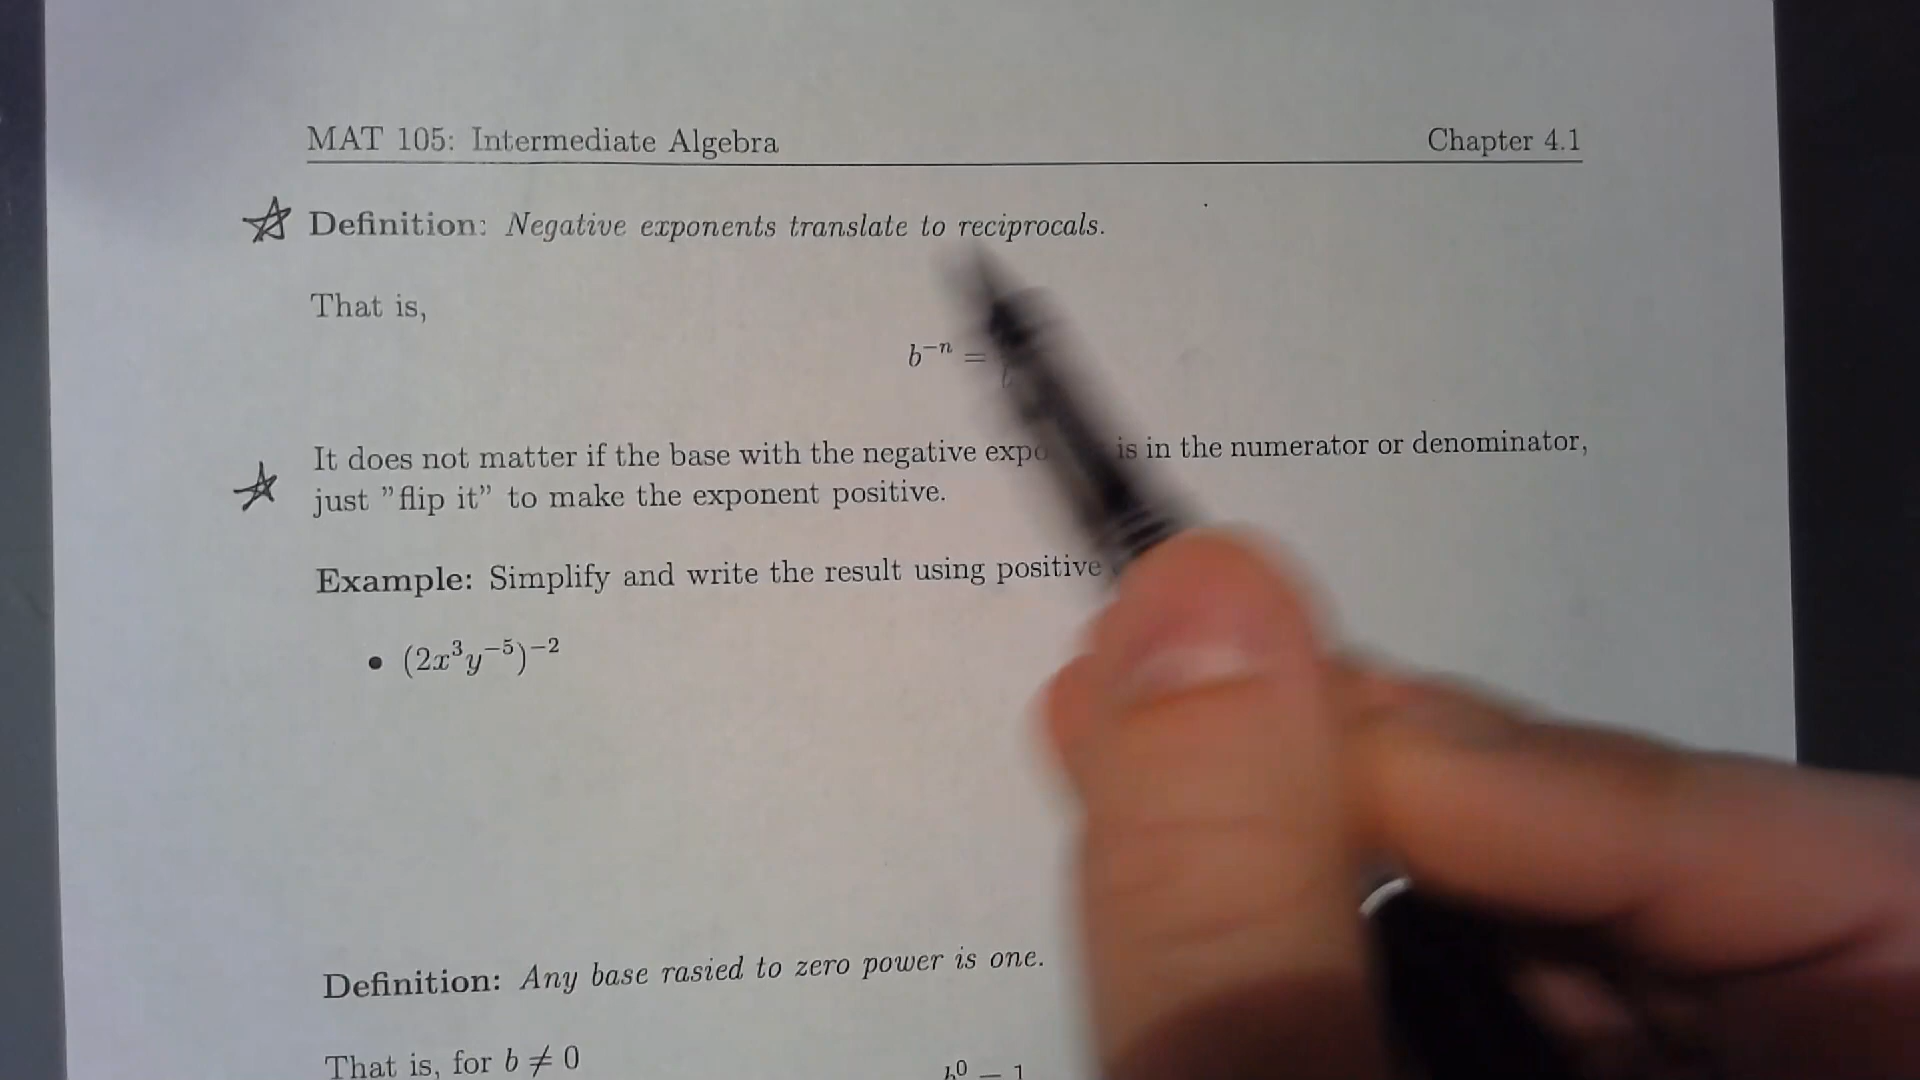 MAT 105: Intermediate Algebra Chapter 4.1
Definition: Negative exponents translate to reciprocals.
That is,
b⁻ⁿ =
It does not matter if the base with the negative is in the numerator or denominator,
just ”flip it” to make the exponent positive.
Example: Simplify and write the result using positive
• (2x³y⁻⁵)⁻²
Definition: Any base rasied to zero power is one.
That is, for b ≠ 0
b⁰ = 1